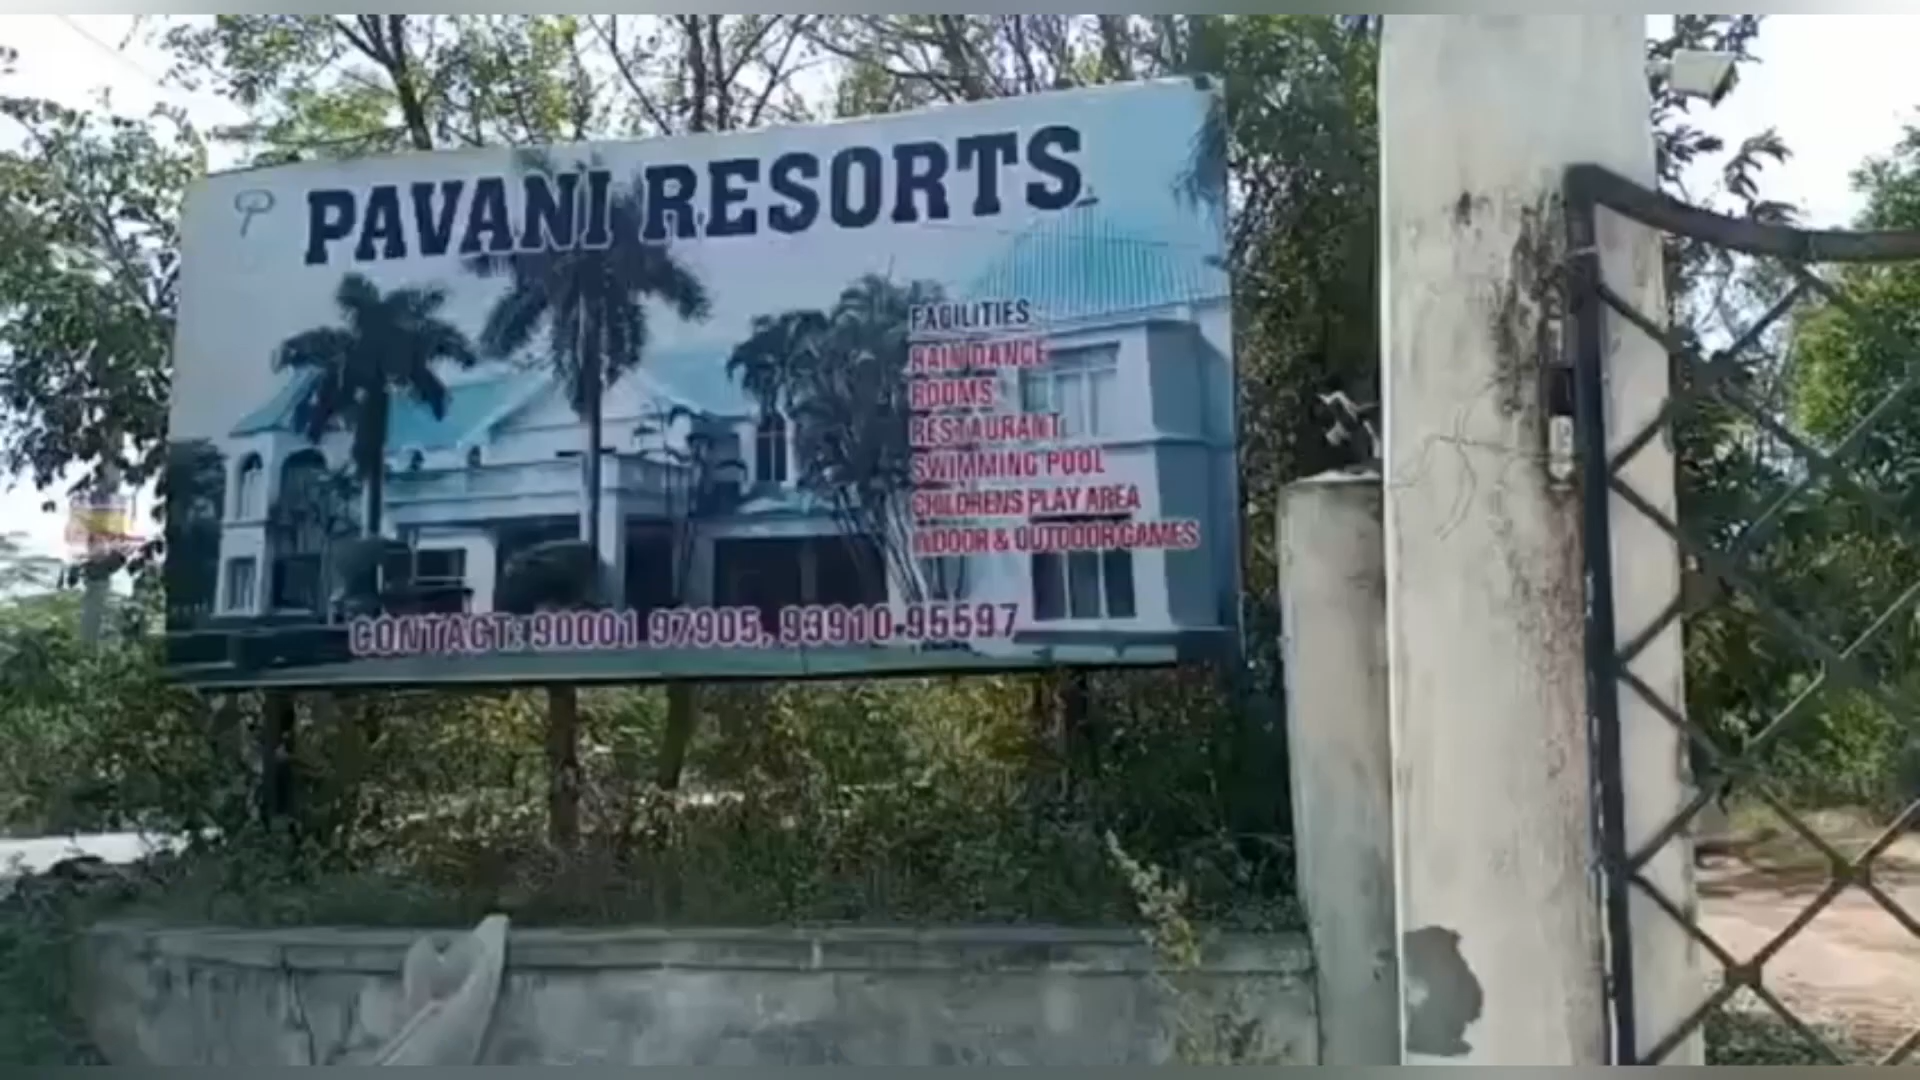 PAVANI RESORTS
FACILITIES :
RAIN DANCE
ROOMS
RESTAURANT
SWIMMING POOL
CHILDRENS PLAY AREA
INDOOR & OUTDOOR GAMES
CONTACT: 90001 97905, 93910-95597